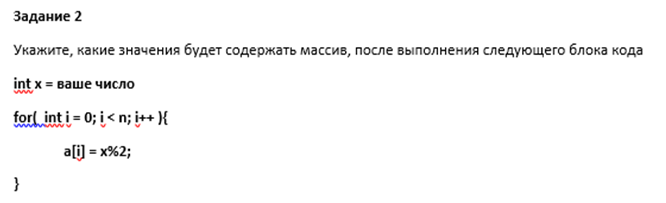 Задание 2
Укажите, какие значения будет содержать массив, после выполнения следующего блока кода
int x = ваше число
for( int i = 0; i < n; i++ ){
a[i] = x%2;
}